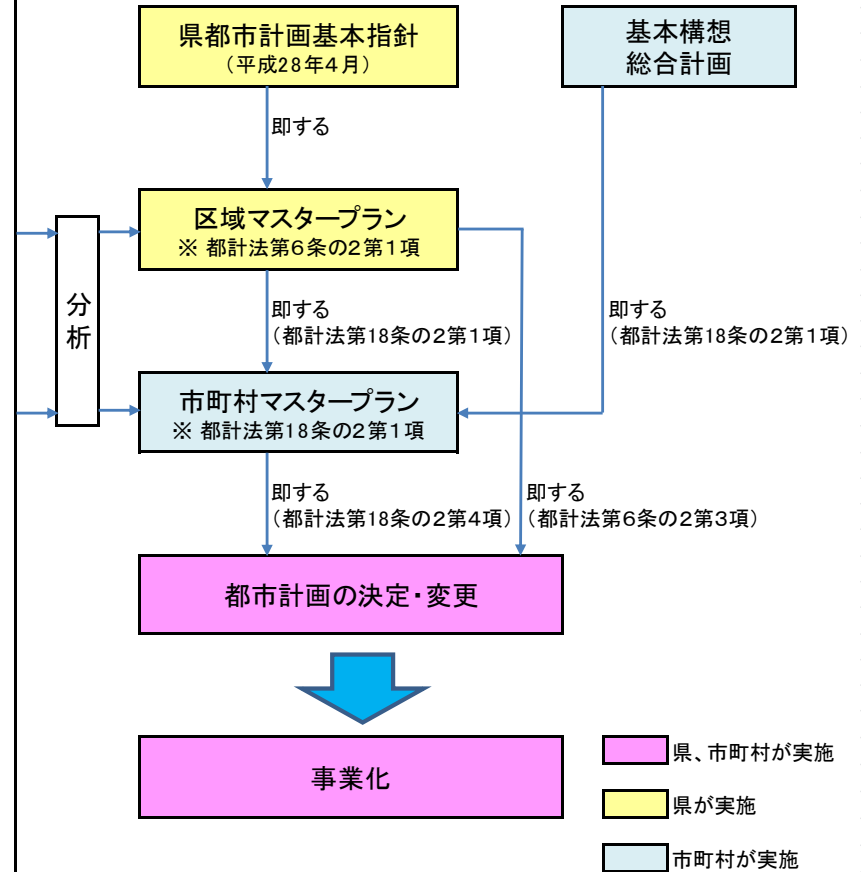 県都市計画基本指針
（平成28年4月）
基本構想
総合計画
即する
区域マスタープラン
※ 都計法第6条の2第1項
分析
即する
（都計法第18条の2第1項）
即する
（都計法第18条の2第1項）
市町村マスタープラン
※ 都計法第18条の2第1項
即する
（都計法第18条の2第4項）
即する
（都計法第6条の2第3項）
都市計画の決定・変更
事業化
県、市町村が実施
県が実施
市町村が実施